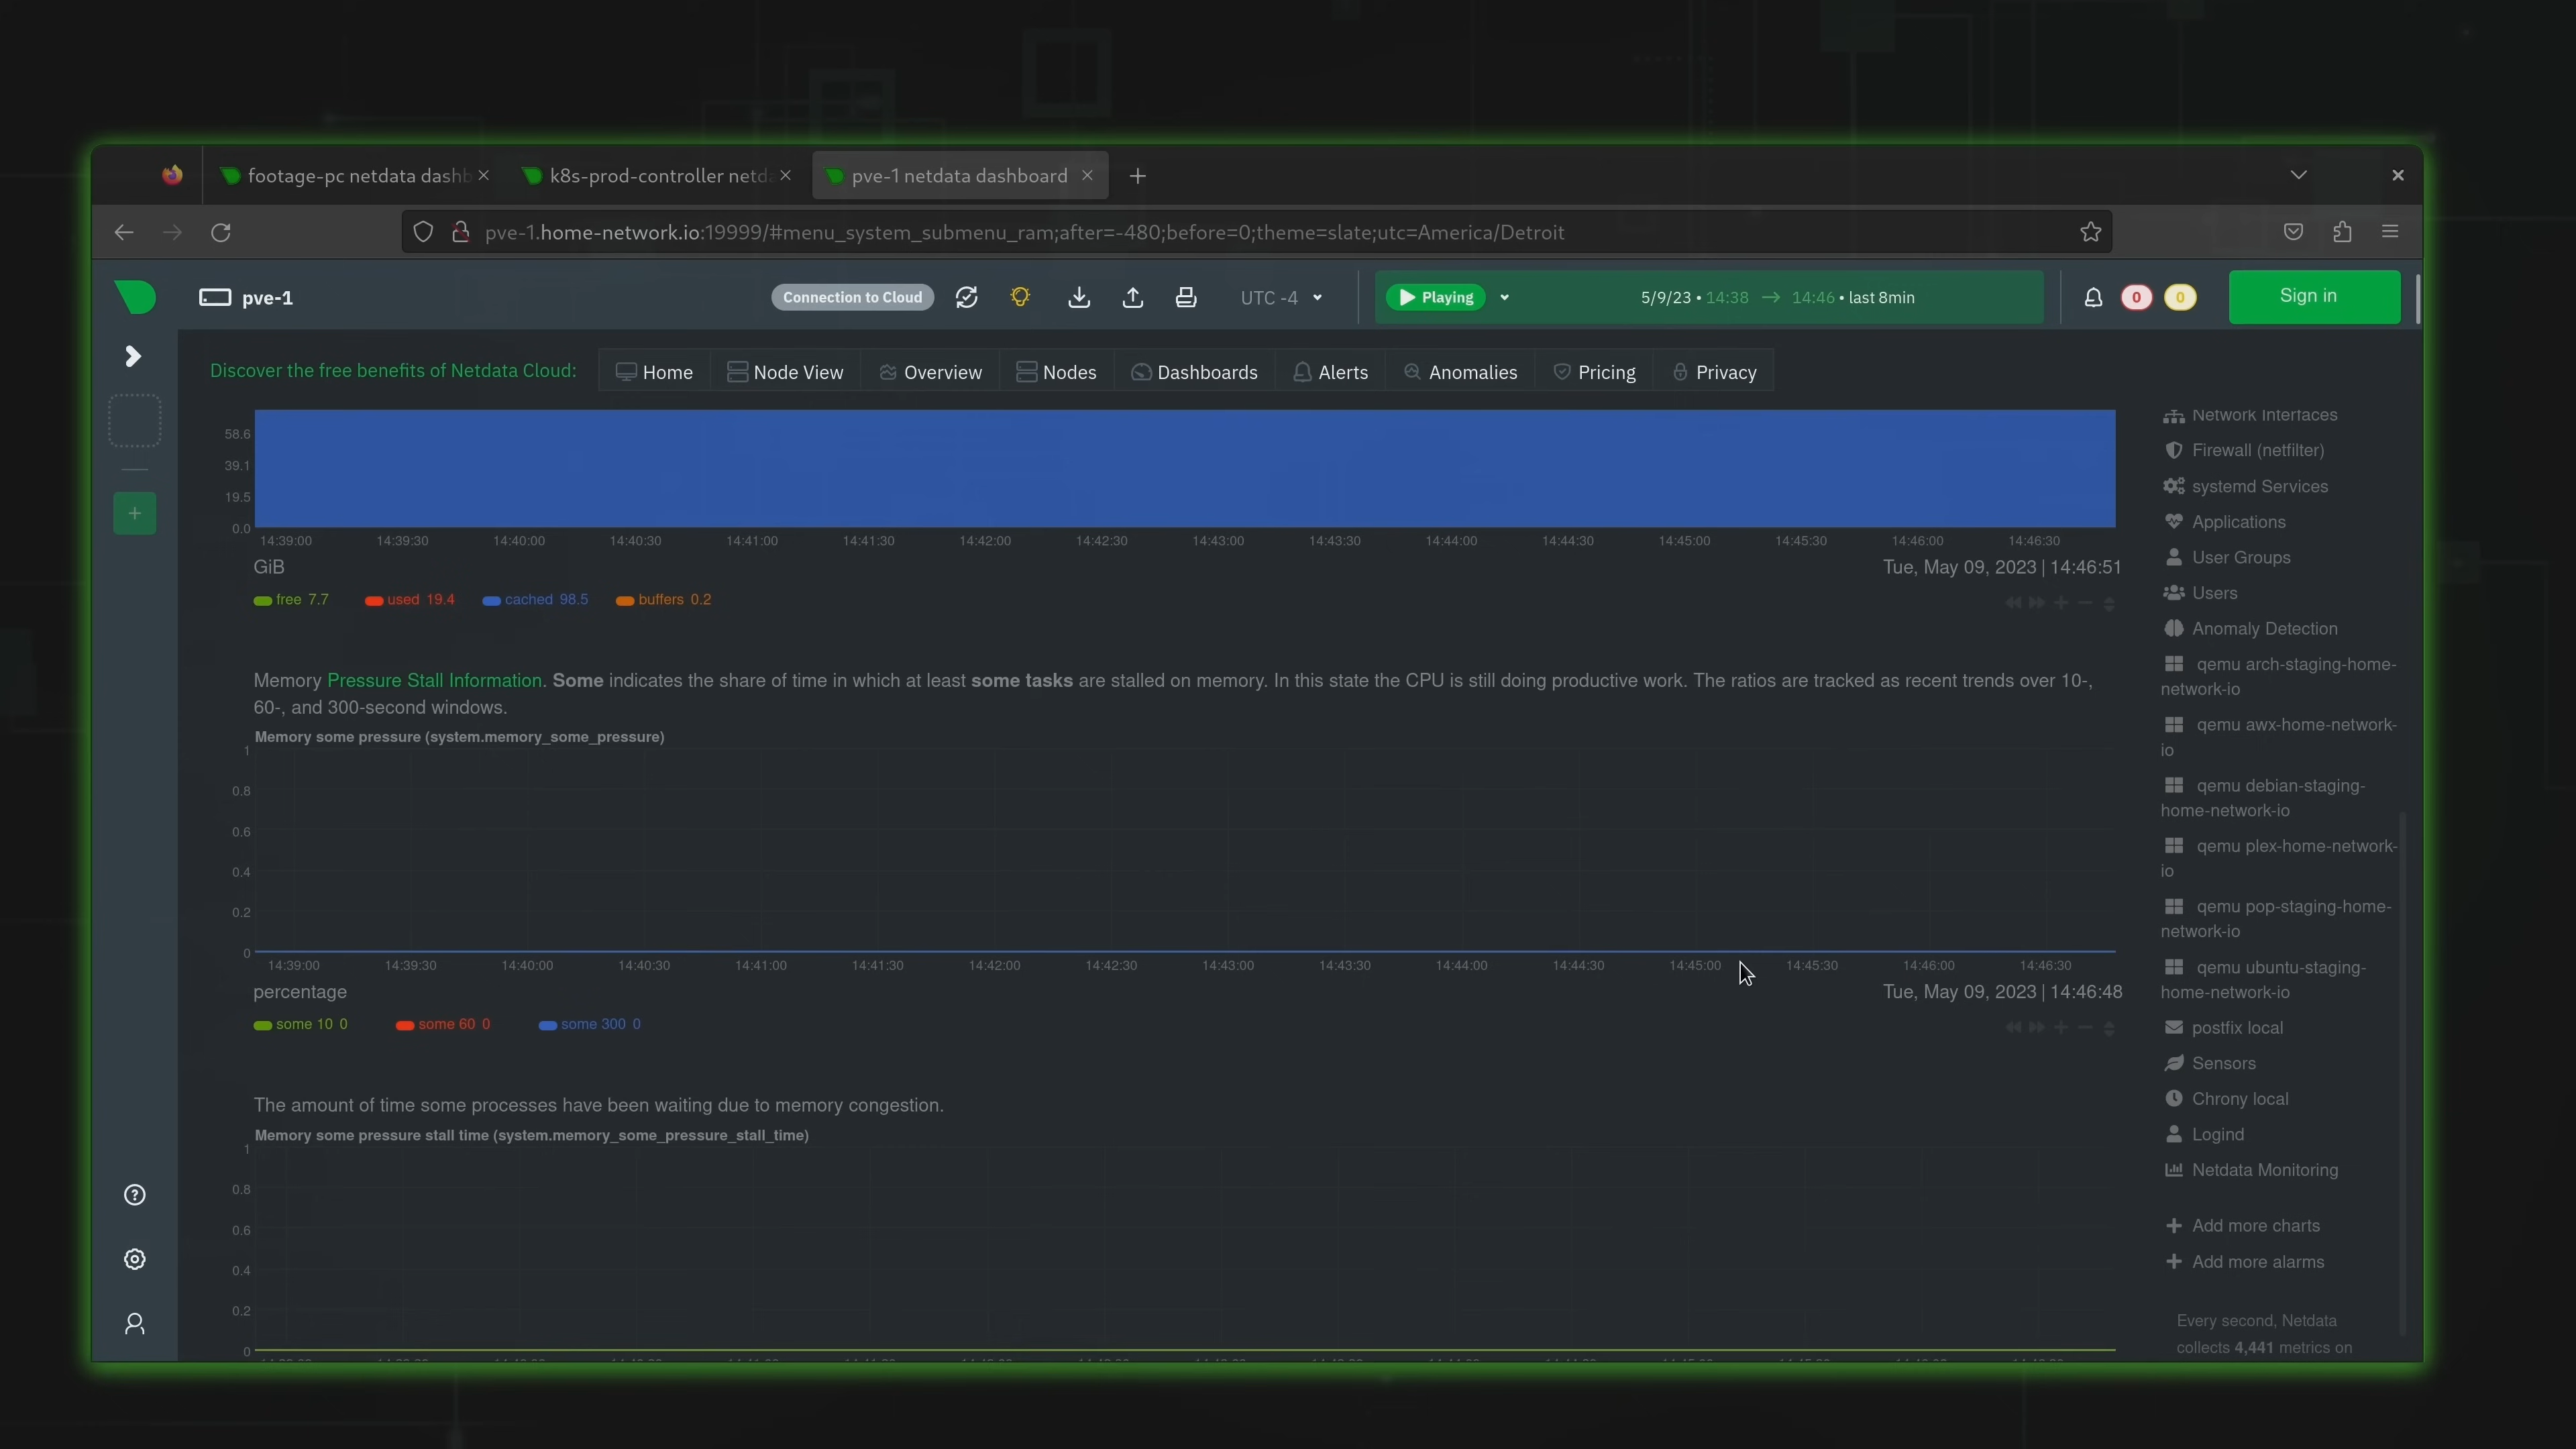 footage-pc netdata dashb
k8s-prod-controller netda
pve-1 netdata dashboard
pve-1.home-network.io:19999/#menu_system_submenu_ram;after=-480;before=0;theme=slate;utc=America/Detroit
pve-1
Connection to Cloud
UTC -4
Playing
5/9/23 • 14:38 → 14:46 • last 8min
0
0
Sign in
Discover the free benefits of Netdata Cloud:
Home
Node View
Overview
Nodes
Dashboards
Alerts
Anomalies
Pricing
Privacy
58.6
39.1
19.5
0.0
14:39:00 14:39:30 14:40:00 14:40:30 14:41:00 14:41:30 14:42:00 14:42:30 14:43:00 14:43:30 14:44:00 14:44:30 14:45:00 14:45:30 14:46:00 14:46:30
GiB
Tue, May 09, 2023 | 14:46:51
free 7.7 used 19.4 cached 98.5 buffers 0.2
Memory Pressure Stall Information. Some indicates the share of time in which at least some tasks are stalled on memory. In this state the CPU is still doing productive work. The ratios are tracked as recent trends over 10-,
60-, and 300-second windows.
Memory some pressure (system.memory_some_pressure)
1
0.8
0.6
0.4
0.2
0
14:39:00 14:39:30 14:40:00 14:40:30 14:41:00 14:41:30 14:42:00 14:42:30 14:43:00 14:43:30 14:44:00 14:44:30 14:45:00 14:45:30 14:46:00 14:46:30
percentage
Tue, May 09, 2023 | 14:46:48
some 10 0 some 60 0 some 300 0
The amount of time some processes have been waiting due to memory congestion.
Memory some pressure stall time (system.memory_some_pressure_stall_time)
1
0.8
0.6
0.4
0.2
0
Network Interfaces
Firewall (netfilter)
systemd Services
Applications
User Groups
Users
Anomaly Detection
qemu arch-staging-home-
network-io
qemu awx-home-network-
io
qemu debian-staging-
home-network-io
qemu plex-home-network-
io
qemu pop-staging-home-
network-io
qemu ubuntu-staging-
home-network-io
postfix local
Sensors
Chrony local
Logind
Netdata Monitoring
Add more charts
Add more alarms
Every second, Netdata
collects 4,441 metrics on